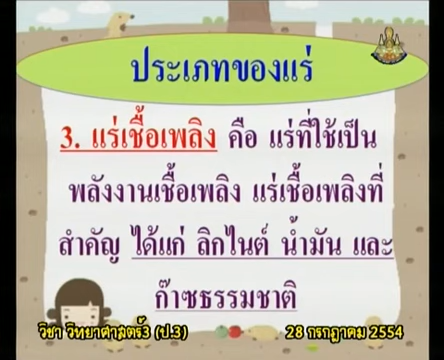 ประเภทของแร่
3. แร่เชื้อเพลิง คือ แร่ที่ใช้เป็น
พลังงานเชื้อเพลิง แร่เชื้อเพลิงที่
สำคัญ ได้แก่ ลิกไนต์ น้ำมัน และ
ก๊าซธรรมชาติ
วิชา วิทยาศาสตร์3 (ป.3) 28 กรกฎาคม 2554